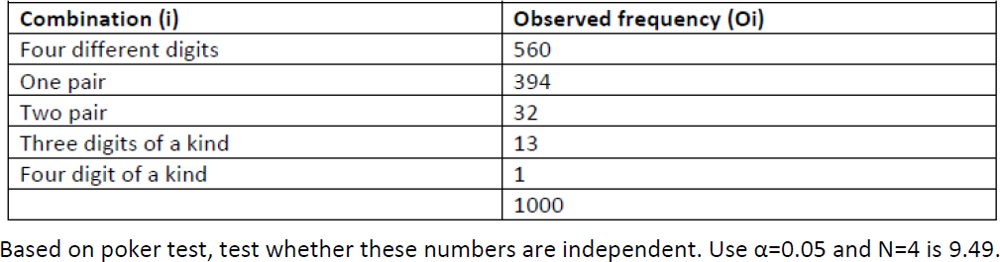 Combination (i) Observed frequency (Oi)
Four different digits 560
One pair 394
Two pair 32
Three digits of a kind 13
Four digit of a kind 1
1000
Based on poker test, test whether these numbers are independent. Use α=0.05 and N=4 is 9.49.